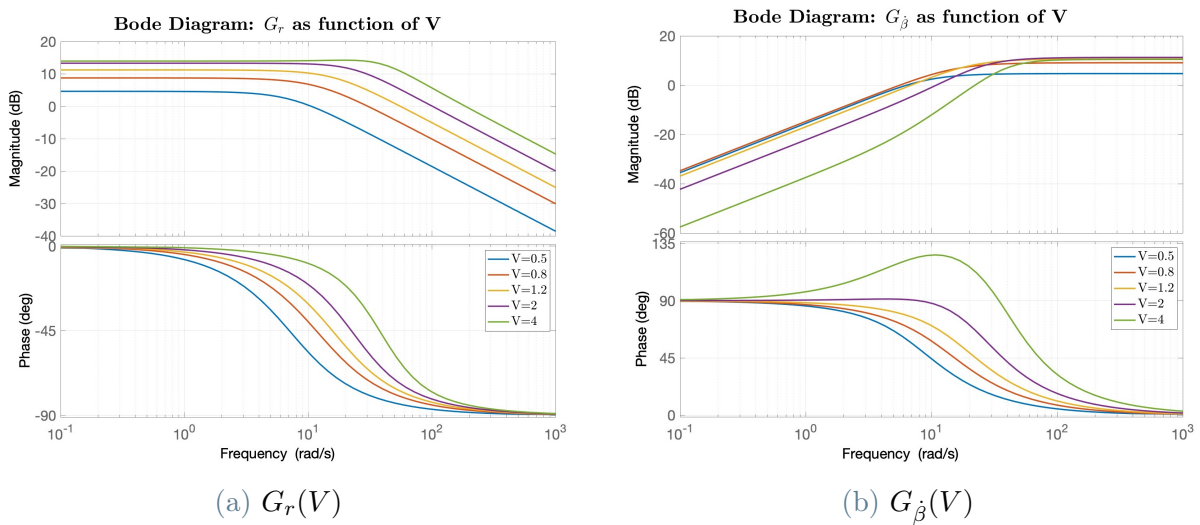 Bode Diagram: G_r as function of V
20
10
0
-10
-20
-30
-40
Magnitude (dB)
0
-45
-90
Phase (deg)
V=0.5
V=0.8
V=1.2
V=2
V=4
10^-1
10^0
10^1
10^2
10^3
Frequency (rad/s)
(a) G_r(V)
Bode Diagram: G_β̇ as function of V
20
0
-20
-40
-60
Magnitude (dB)
135
90
45
0
Phase (deg)
V=0.5
V=0.8
V=1.2
V=2
V=4
10^-1
10^0
10^1
10^2
10^3
Frequency (rad/s)
(b) G_β̇(V)